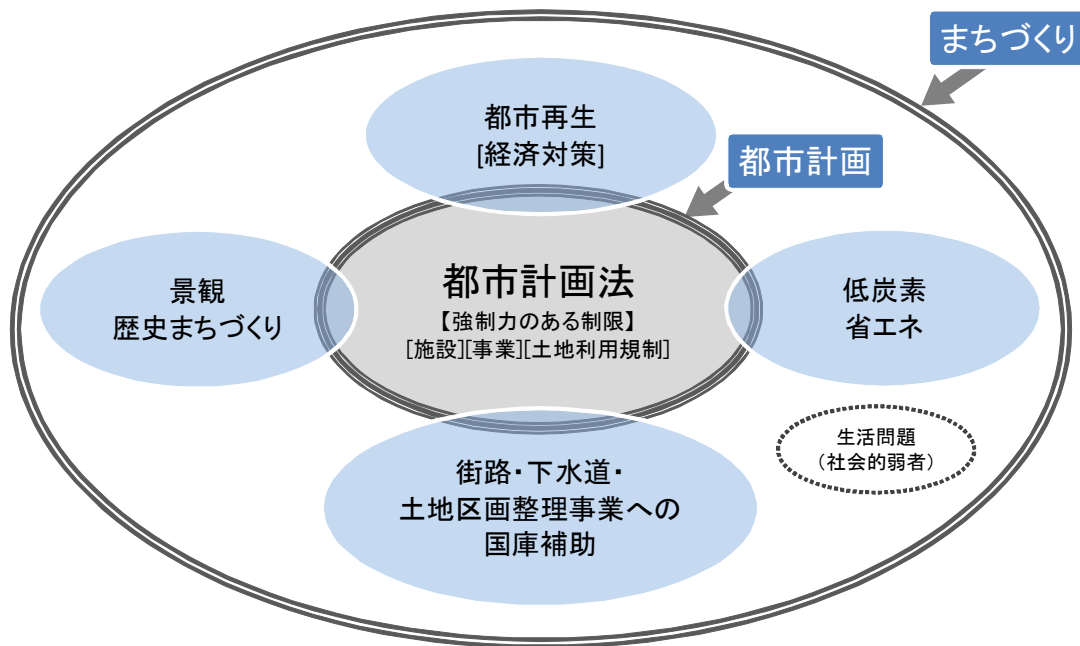 まちづくり
都市再生
[経済対策]
都市計画
都市計画法
【強制力のある制限】
[施設][事業][土地利用規制]
景観
歴史まちづくり
低炭素
省エネ
生活問題
（社会的弱者）
街路・下水道・
土地区画整理事業への
国庫補助